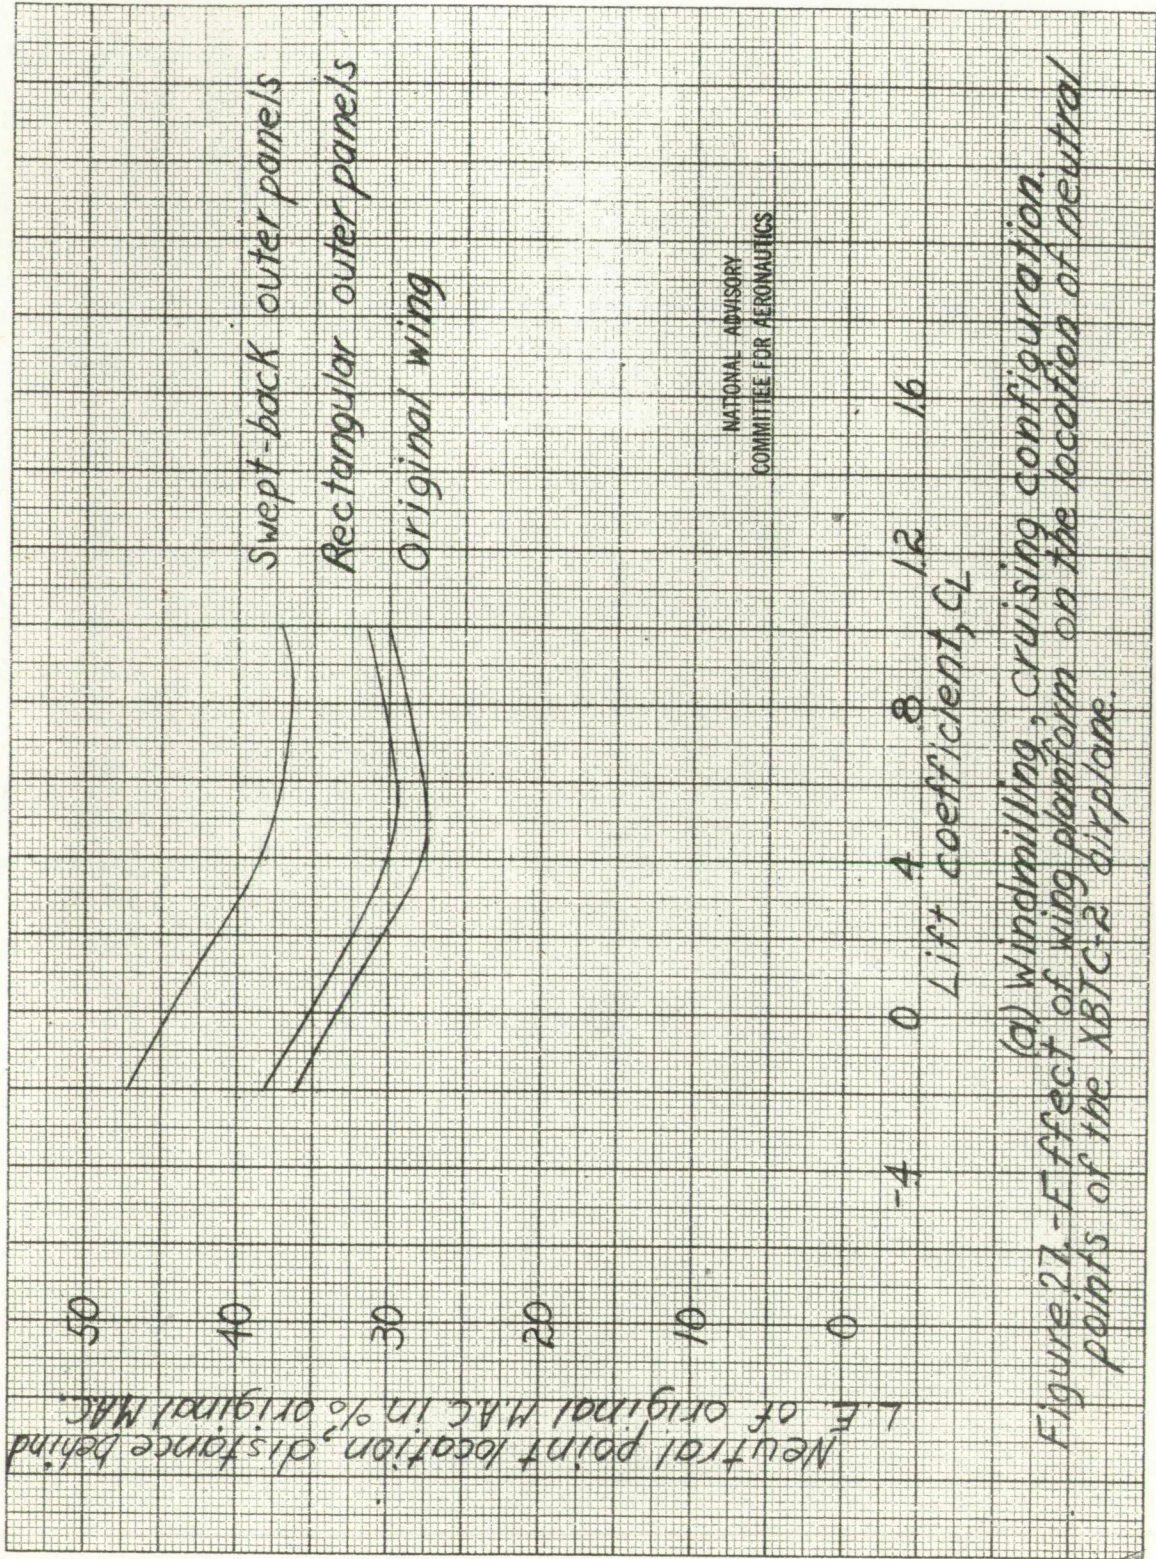 Swept-back outer panels
Rectangular outer panels
Original wing
NATIONAL ADVISORY
COMMITTEE FOR AERONAUTICS
50
40
30
20
10
0
Neutral point location, distance behind
L.E. of original M.A.C. in % original M.A.C.
-.4 0 .4 .8 1.2 1.6
Lift coefficient, CL
(a) Windmilling, cruising configuration.
Figure 27.-Effect of wing planform on the location of neutral
points of the XBTC-2 airplane.